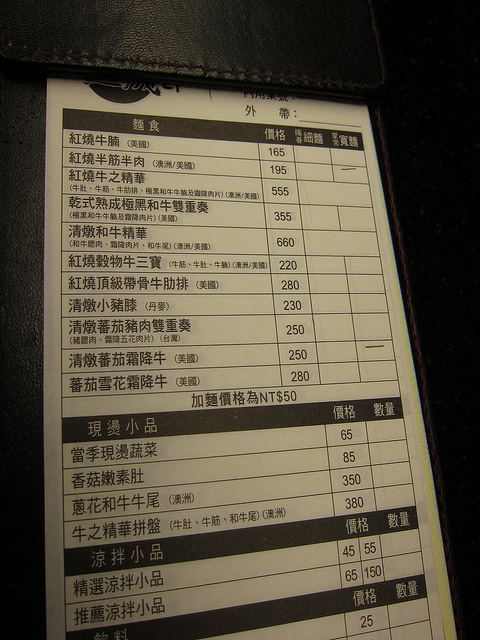 外 帶：
麵食 價格 細麵 寬麵
紅燒牛腩 (美國) 165
紅燒半筋半肉 (澳洲/美國) 195
紅燒牛之精華 555
(牛肚、牛筋、牛肋排、極黑和牛牛腩及霜降肉片) (澳洲/美國)
乾式熟成極黑和牛雙重奏 355
(極黑和牛牛腩及霜降肉片) (美國)
清燉和牛精華 660
(和牛腮肉、霜降肉片、和牛尾) (澳洲/美國)
紅燒穀物牛三寶 (牛筋、牛肚、牛腩) (澳洲/美國) 220
紅燒頂級帶骨牛肋排 (美國) 280
清燉小豬膝 (丹麥) 230
清燉蕃茄豬肉雙重奏 250
(豬腮肉、霜降五花肉片) (台灣)
清燉蕃茄霜降牛 (美國) 250
蕃茄雪花霜降牛 (美國) 280
加麵價格為NT$50
現燙小品 價格 數量
當季現燙蔬菜 65
香菇嫩素肚 85
蔥花和牛牛尾 (澳洲) 350
牛之精華拼盤 (牛肚、牛筋、和牛尾) (澳洲) 380
涼拌小品 價格 數量
精選涼拌小品 45 55
推薦涼拌小品 65 150
飲料 價格 數量
25